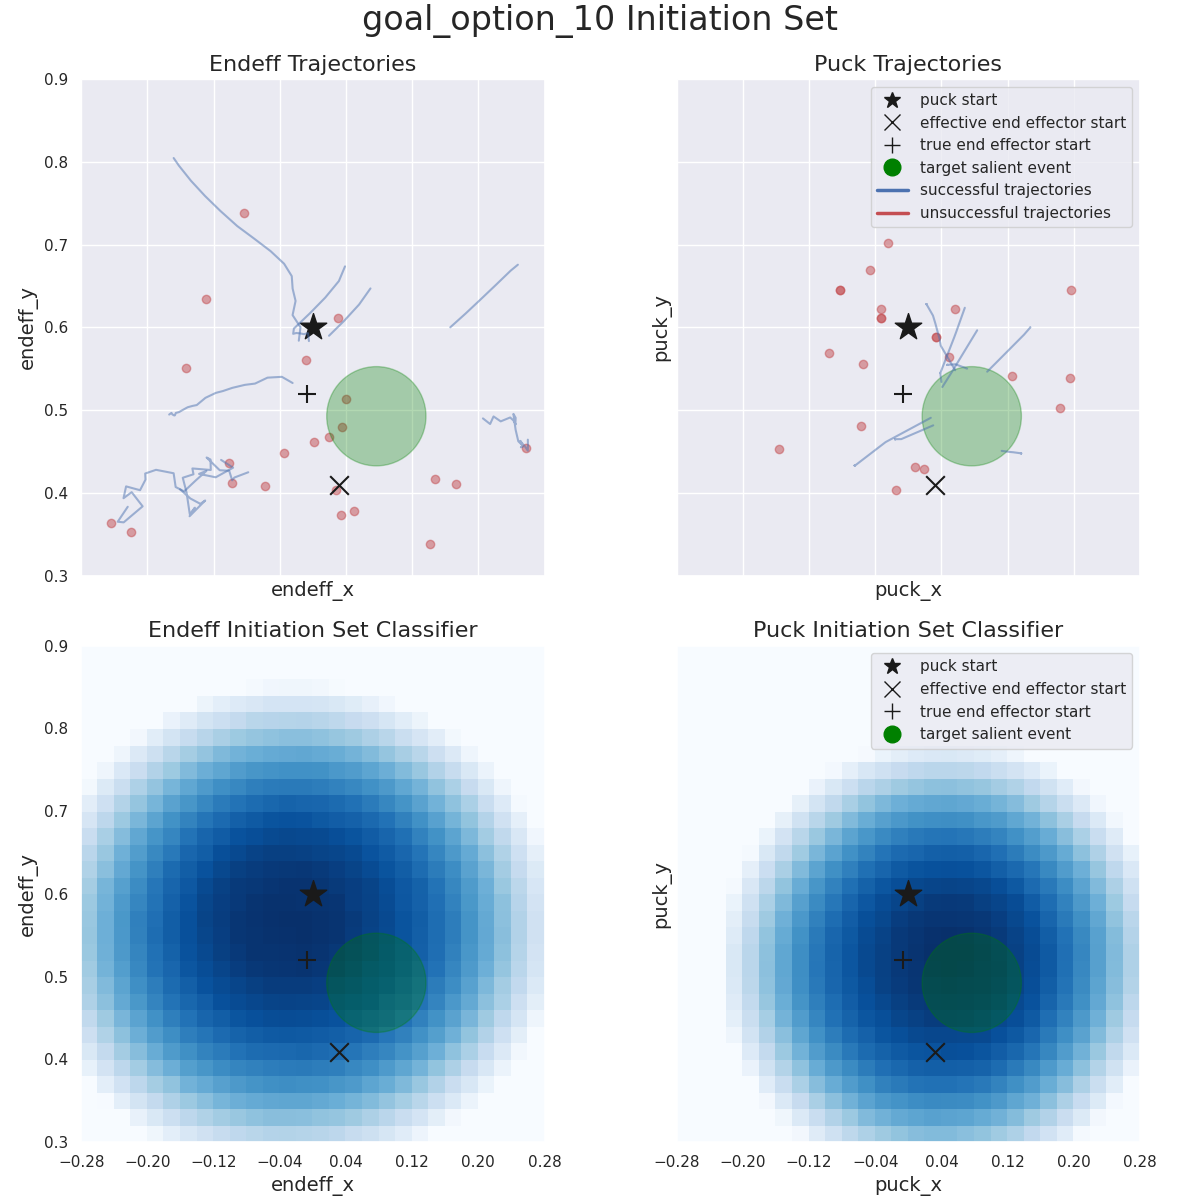 goal_option_10 Initiation Set
Endeff Trajectories
Puck Trajectories
0.9
0.8
0.7
0.6
0.5
0.4
0.3
endeff_y
endeff_x
puck start
effective end effector start
true end effector start
target salient event
successful trajectories
unsuccessful trajectories
puck_y
puck_x
Endeff Initiation Set Classifier
Puck Initiation Set Classifier
0.9
0.8
0.7
0.6
0.5
0.4
0.3
endeff_y
−0.28 −0.20 −0.12 −0.04 0.04 0.12 0.20 0.28
endeff_x
puck start
effective end effector start
true end effector start
target salient event
puck_y
−0.28 −0.20 −0.12 −0.04 0.04 0.12 0.20 0.28
puck_x